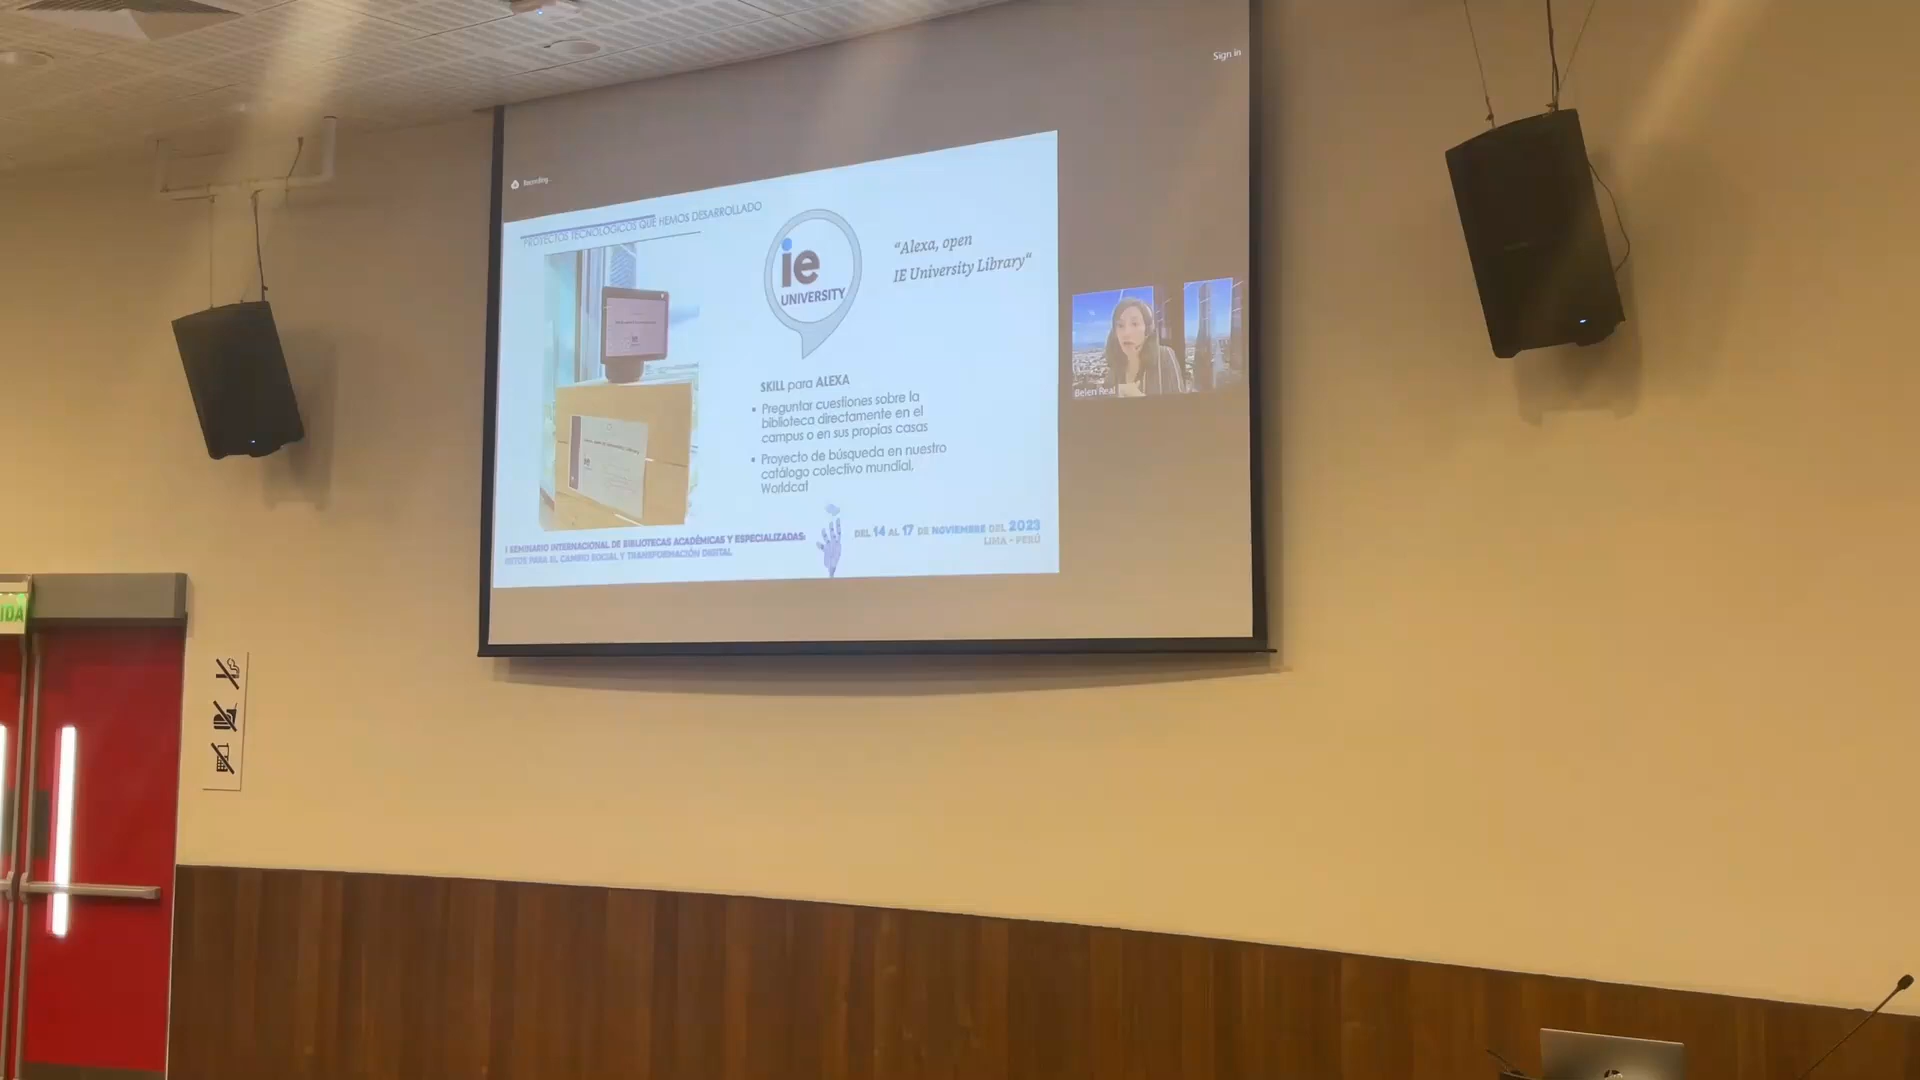 Sign in
Recording...
PROYECTOS TECNOLÓGICOS QUE HEMOS DESARROLLADO
ie
UNIVERSITY
“Alexa, open
IE University Library“
SKILL para ALEXA
▪ Preguntar cuestiones sobre la
biblioteca directamente en el
campus o en sus propias casas
▪ Proyecto de búsqueda en nuestro
catálogo colectivo mundial,
Worldcat
Belen Real
I SEMINARIO INTERNACIONAL DE BIBLIOTECAS ACADÉMICAS Y ESPECIALIZADAS:
RETOS PARA EL CAMBIO SOCIAL Y TRANSFORMACIÓN DIGITAL
DEL 14 AL 17 DE NOVIEMBRE DEL 2023
LIMA - PERÚ
IDA
hp